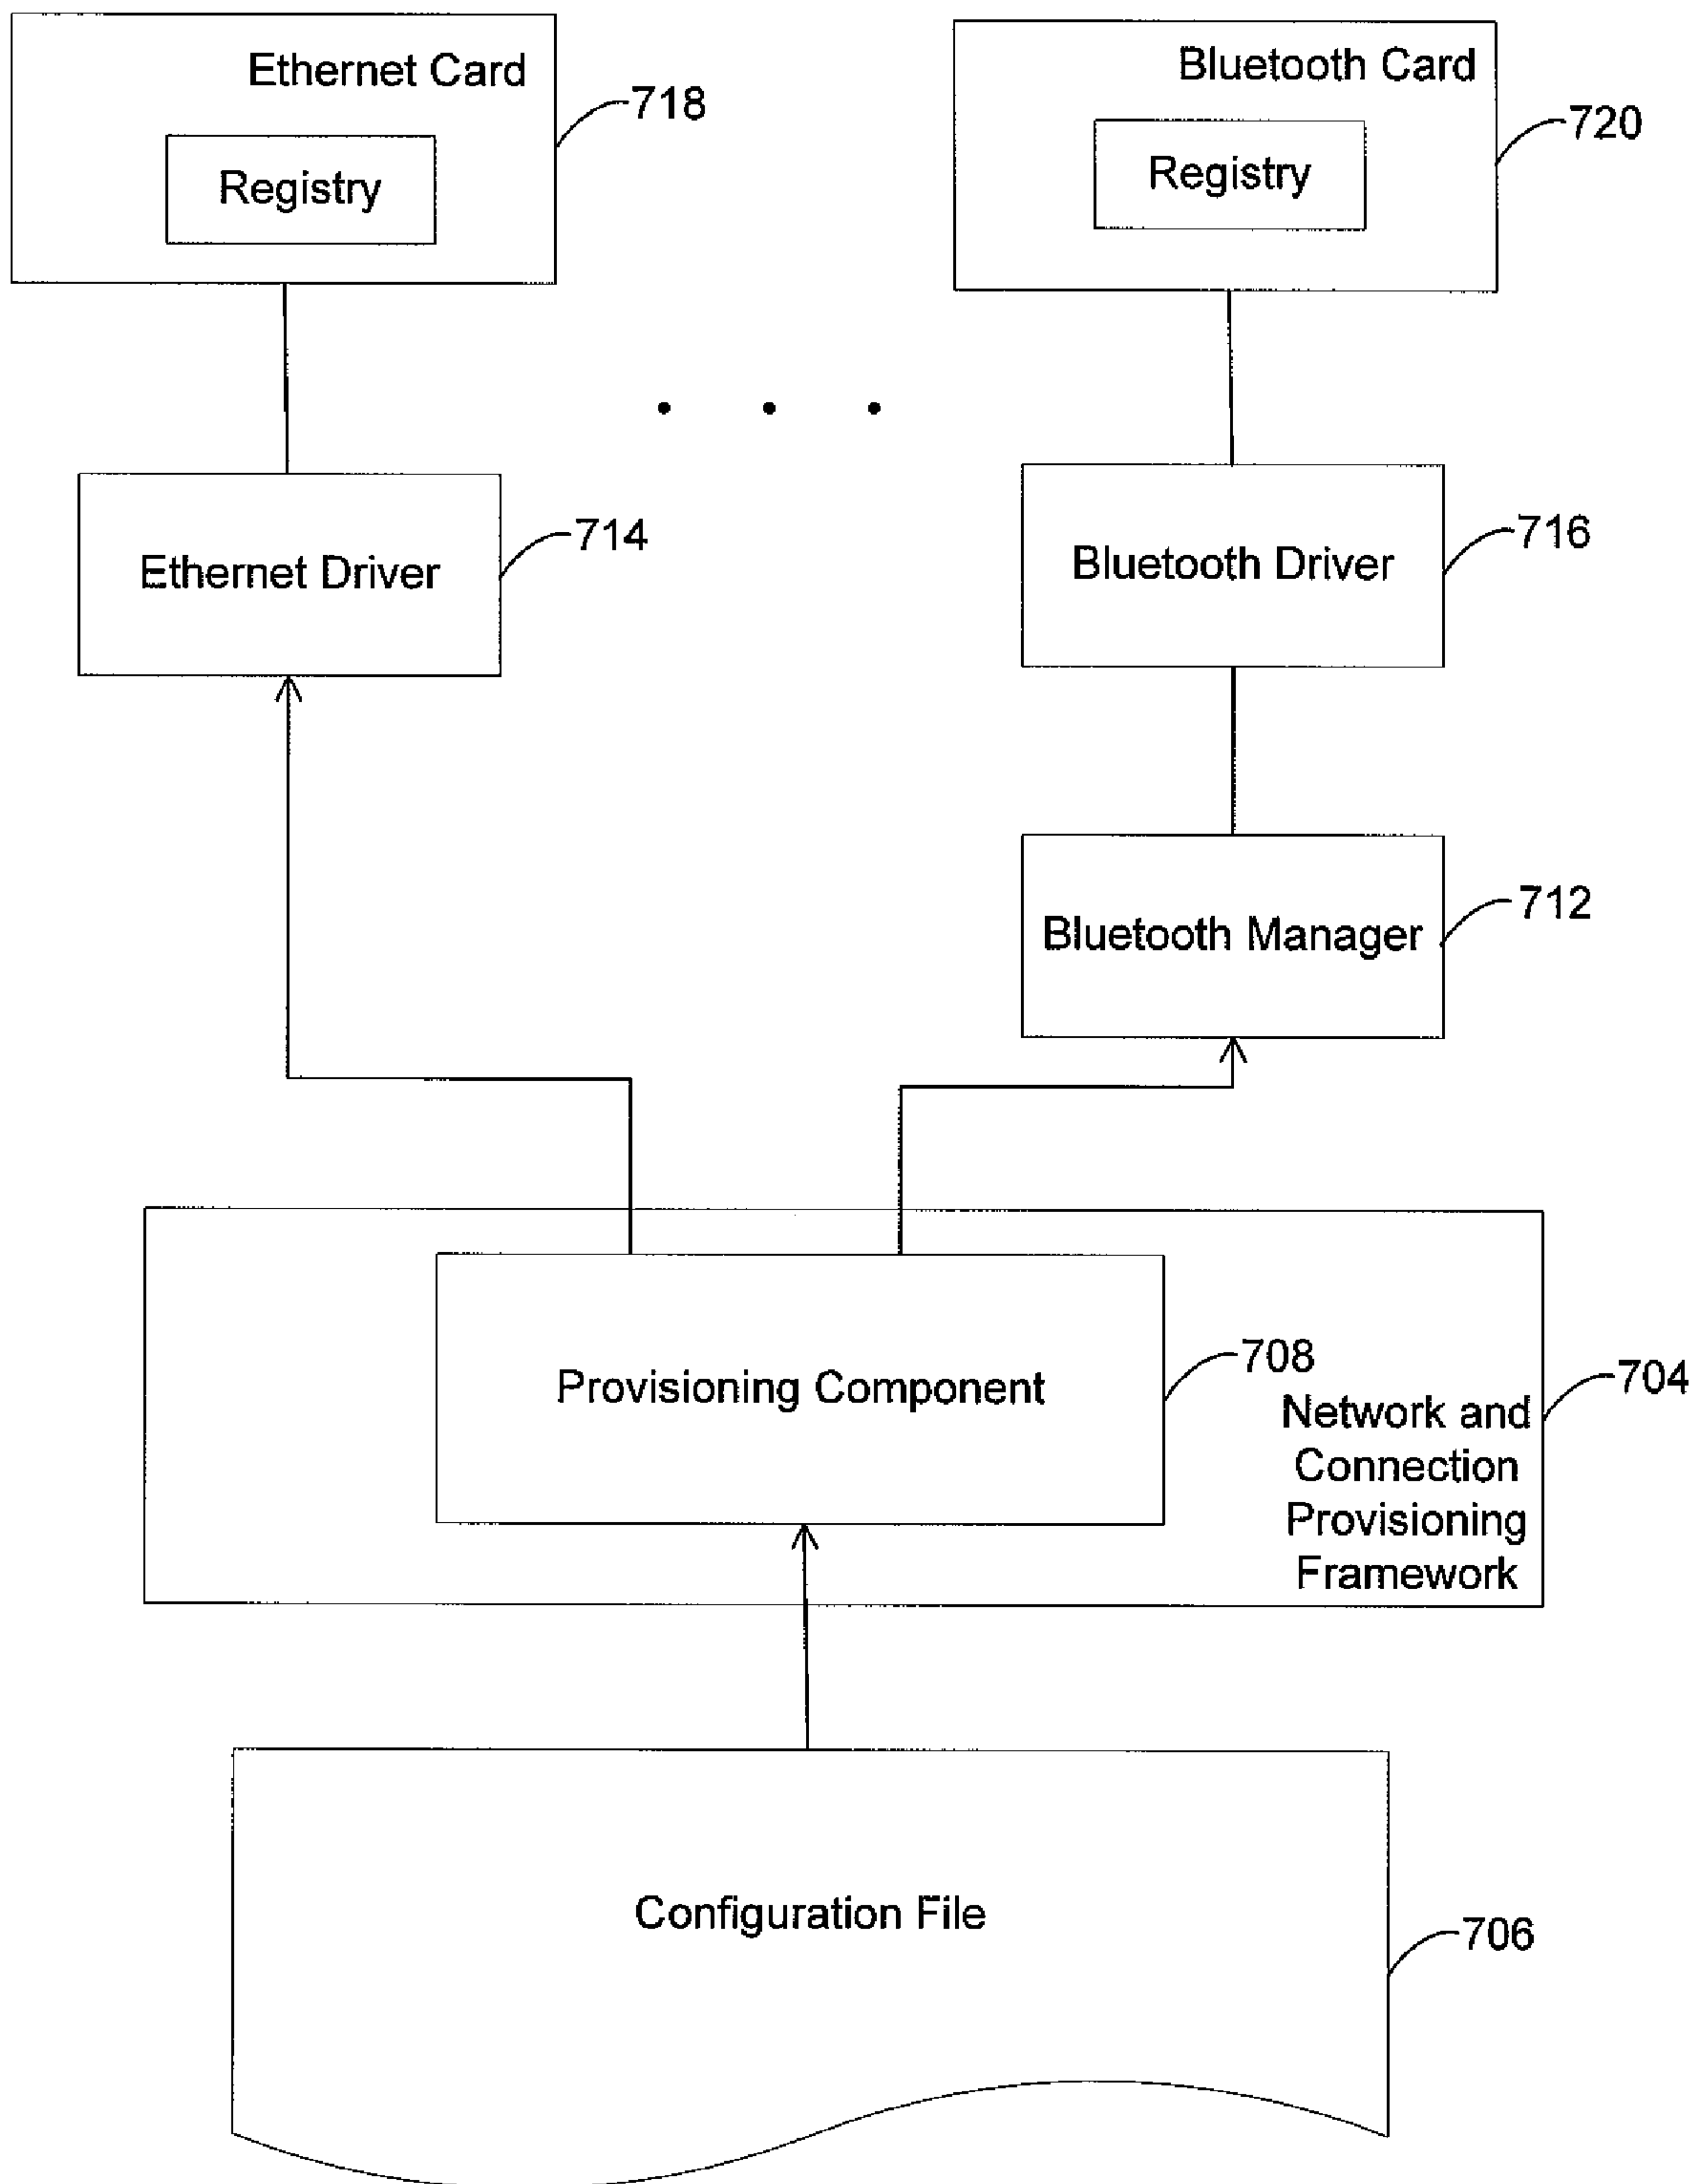 Ethernet Card
718
Registry
Bluetooth Card
720
Registry
Ethernet Driver
714
Bluetooth Driver
716
Bluetooth Manager
712
Provisioning Component
708
704
Network and
Connection
Provisioning
Framework
Configuration File
706